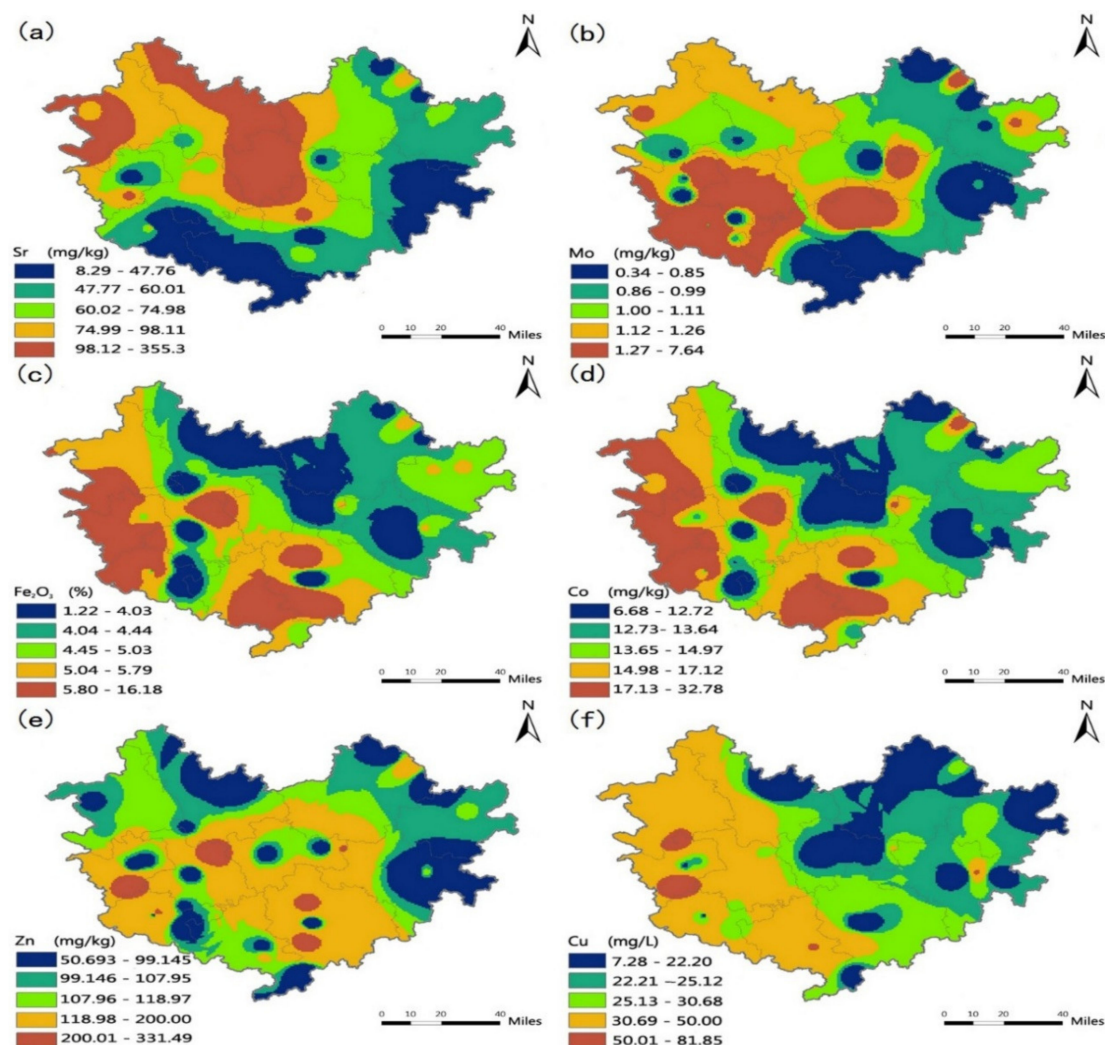 (a)
N
Sr (mg/kg)
8.29 - 47.76
47.77 - 60.01
60.02 - 74.98
74.99 - 98.11
98.12 - 355.3
0 10 20 40
Miles
(b)
N
Mo (mg/kg)
0.34 - 0.85
0.86 - 0.99
1.00 - 1.11
1.12 - 1.26
1.27 - 7.64
0 10 20 40
Miles
(c)
N
Fe₂O₃ (%)
1.22 - 4.03
4.04 - 4.44
4.45 - 5.03
5.04 - 5.79
5.80 - 16.18
0 10 20 40
Miles
(d)
N
Co (mg/kg)
6.68 - 12.72
12.73 - 13.64
13.65 - 14.97
14.98 - 17.12
17.13 - 32.78
0 10 20 40
Miles
(e)
N
Zn (mg/kg)
50.693 - 99.145
99.146 - 107.95
107.96 - 118.97
118.98 - 200.00
200.01 - 331.49
0 10 20 40
Miles
(f)
N
Cu (mg/L)
7.28 - 22.20
22.21 -25.12
25.13 - 30.68
30.69 - 50.00
50.01 - 81.85
0 10 20 40
Miles